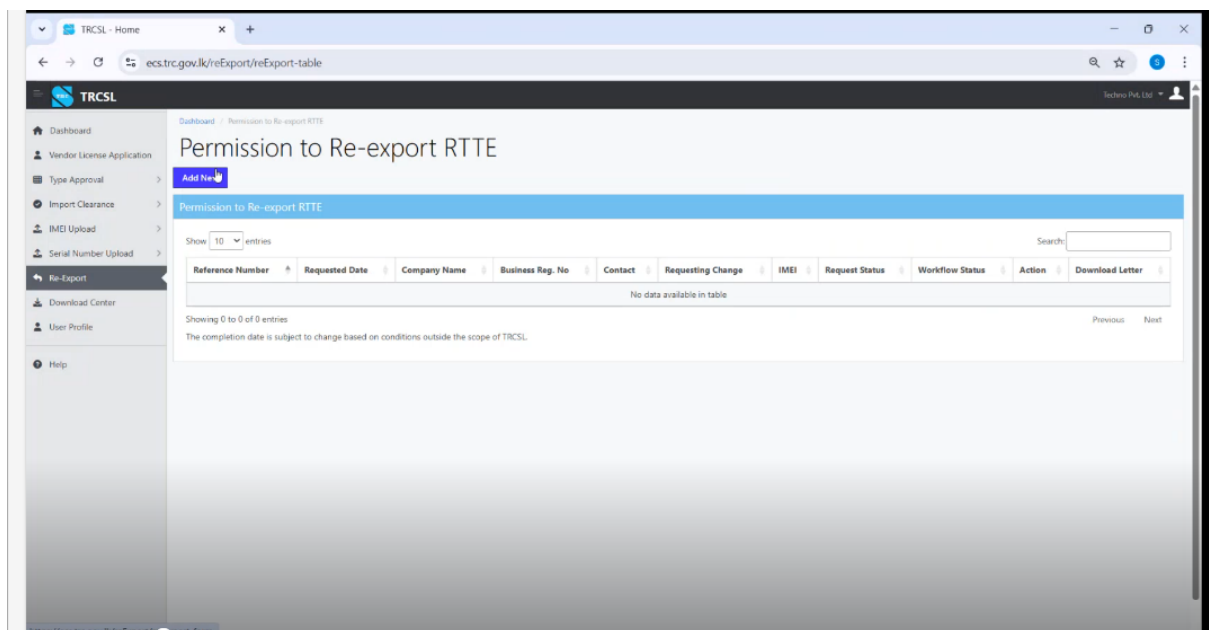 TRCSL - Home
ecs.trc.gov.lk/reExport/reExport-table
S
TRCSL
Techno Pvt. Ltd
Dashboard
Vendor License Application
Type Approval
Import Clearance
IMEI Upload
Serial Number Upload
Re-Export
Download Center
User Profile
Help
Dashboard / Permission to Re-export RTTE
Permission to Re-export RTTE
Add New
Permission to Re-export RTTE
Show 10 entries
Search:
Reference Number Requested Date Company Name Business Reg. No Contact Requesting Change IMEI Request Status Workflow Status Action Download Letter
No data available in table
Showing 0 to 0 of 0 entries
Previous Next
The completion date is subject to change based on conditions outside the scope of TRCSL.